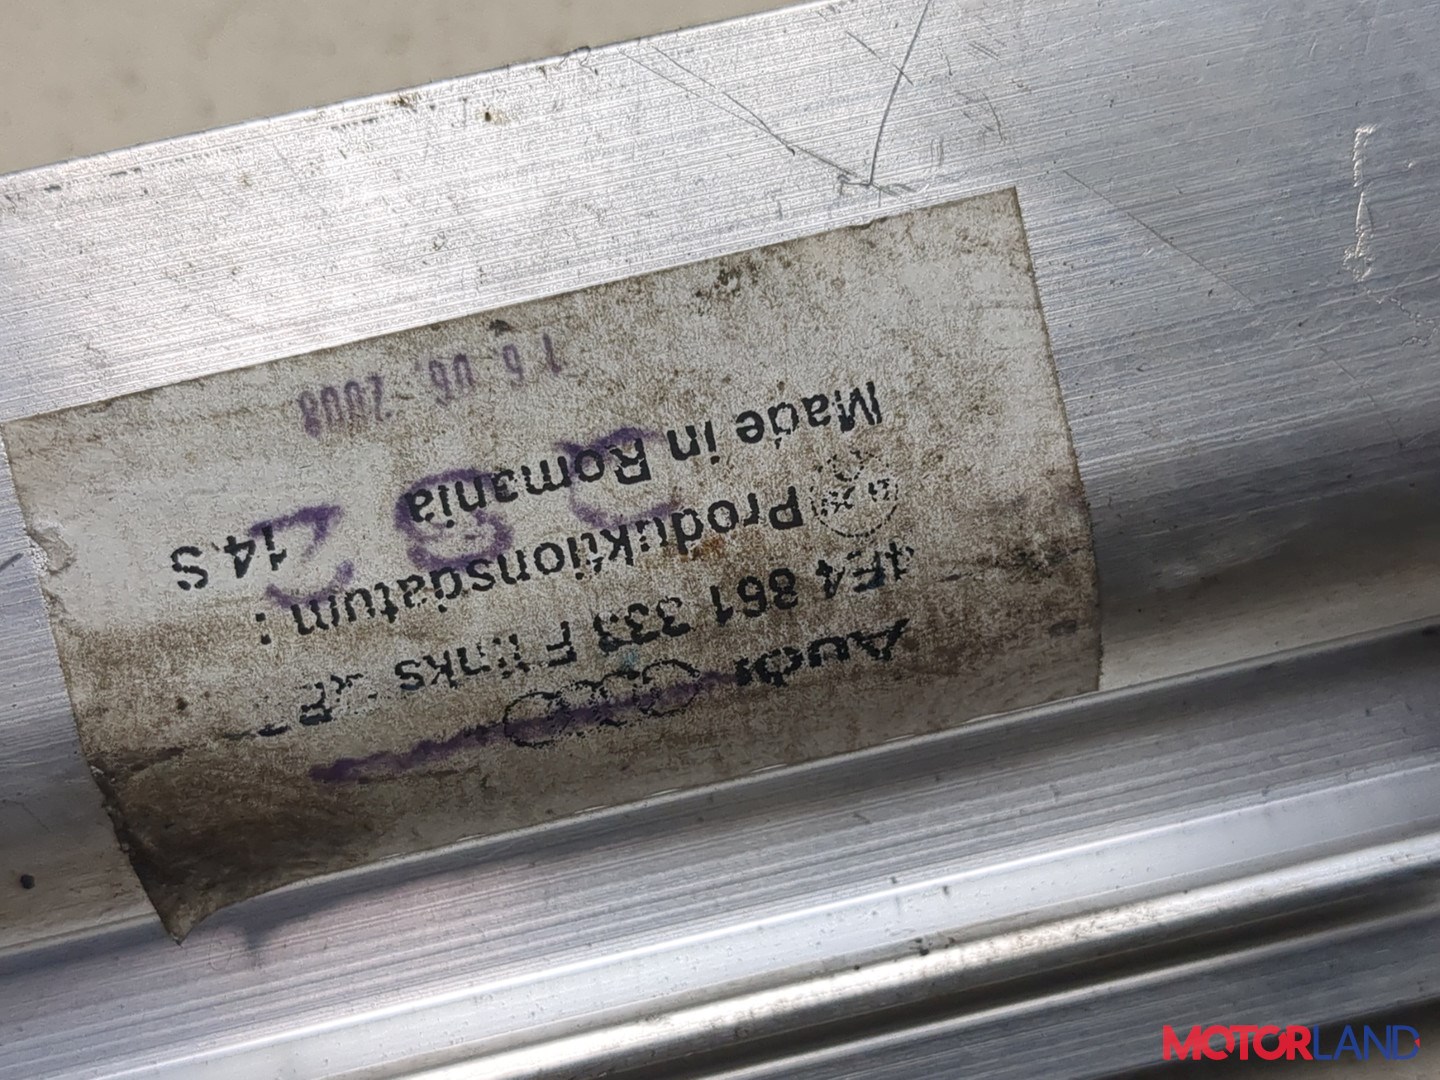 Audi
4F4 861 333 F links
Produktionsdatum :
Made in Romania
14.S
16. 06. 2008
MOTORLAND